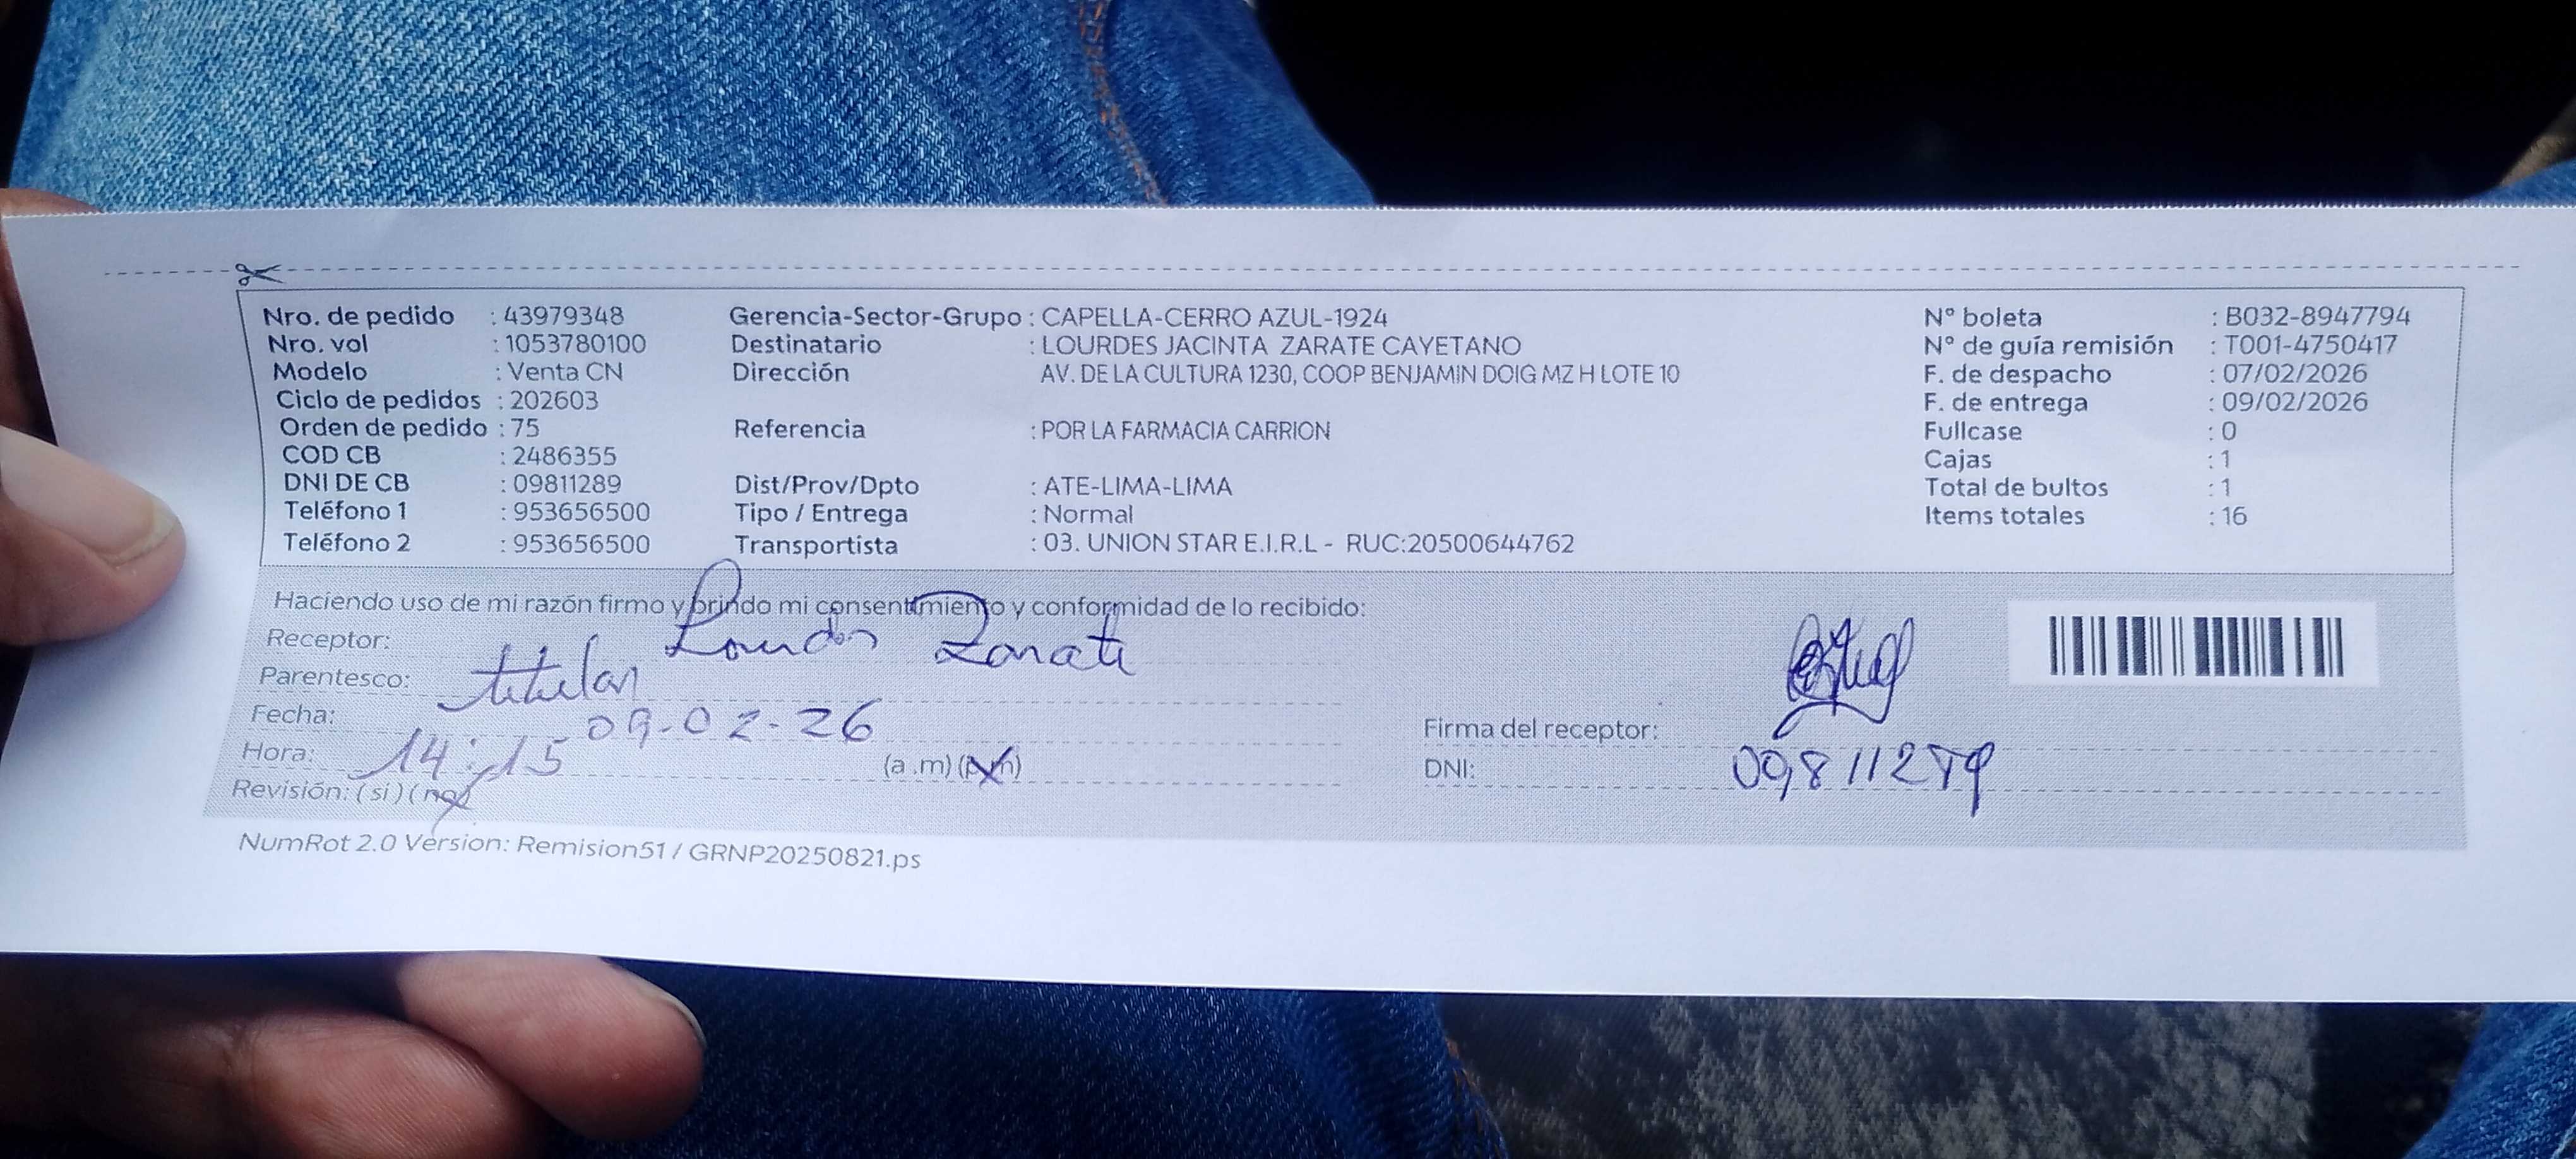 Nro. de pedido : 43979348 Gerencia-Sector-Grupo : CAPELLA-CERRO AZUL-1924 N° boleta : B032-8947794
Nro. vol : 1053780100 Destinatario : LOURDES JACINTA ZARATE CAYETANO N° de guía remisión : T001-4750417
Modelo : Venta CN Dirección AV. DE LA CULTURA 1230, COOP BENJAMIN DOIG MZ H LOTE 10 F. de despacho : 07/02/2026
Ciclo de pedidos : 202603 F. de entrega : 09/02/2026
Orden de pedido : 75 Referencia : POR LA FARMACIA CARRION Fullcase : 0
COD CB : 2486355 Cajas : 1
DNI DE CB : 09811289 Dist/Prov/Dpto : ATE-LIMA-LIMA Total de bultos : 1
Teléfono 1 : 953656500 Tipo / Entrega : Normal Items totales : 16
Teléfono 2 : 953656500 Transportista : 03. UNION STAR E.I.R.L - RUC:20500644762
Haciendo uso de mi razón firmo y brindo mi consentimiento y conformidad de lo recibido:
Receptor: Lourdes Zarate
Parentesco: titular
Fecha: 09-02-26 Firma del receptor:
Hora: 14:15 (a .m) (p.m) DNI: 09811289
Revisión: ( si ) ( no )
NumRot 2.0 Version: Remision51 / GRNP20250821.ps